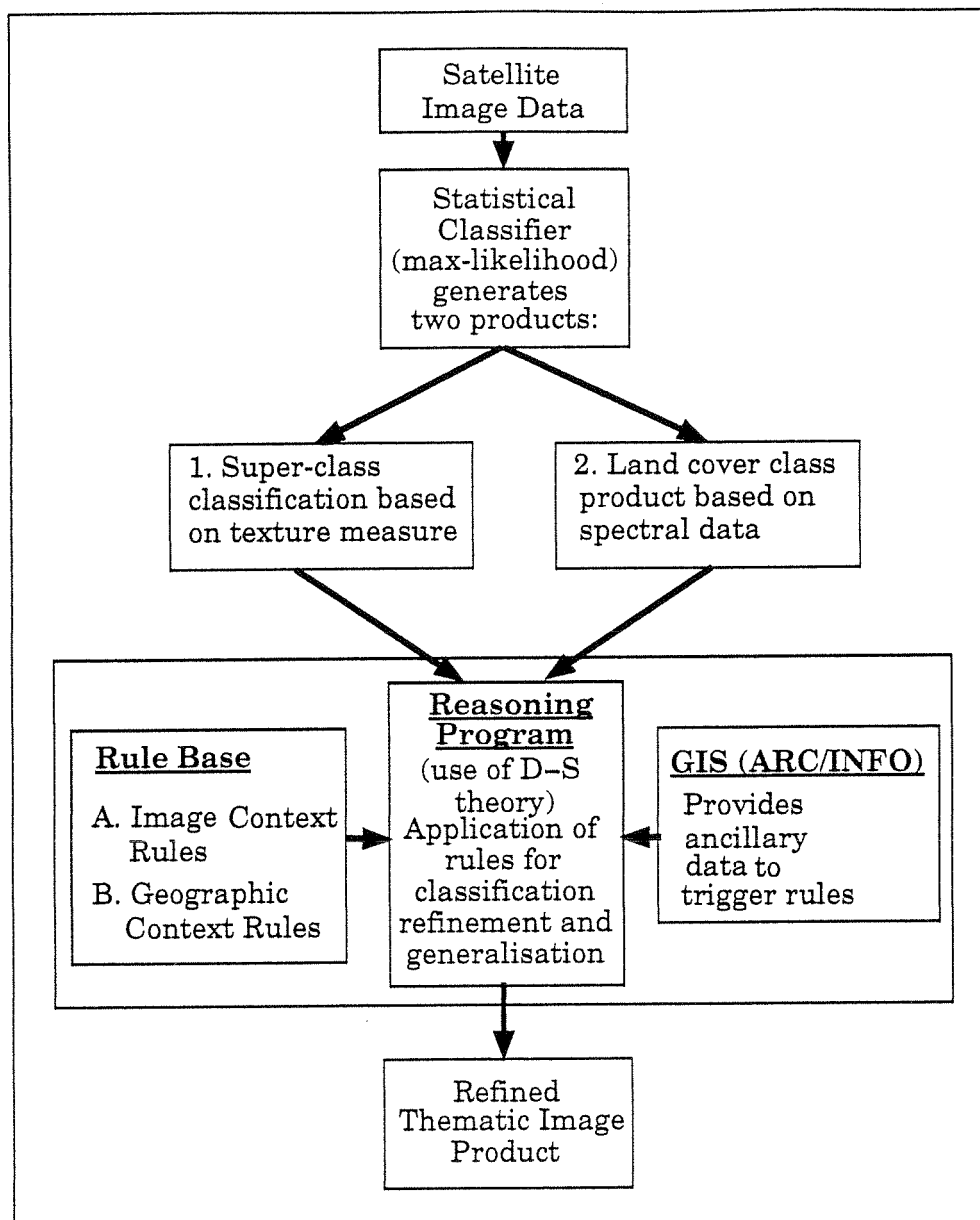 Satellite
Image Data
Statistical
Classifier
(max-likelihood)
generates
two products:
1. Super-class
classification based
on texture measure
2. Land cover class
product based on
spectral data
Rule Base
A. Image Context
Rules
B. Geographic
Context Rules
Reasoning
Program
(use of D–S
theory)
Application of
rules for
classification
refinement and
generalisation
GIS (ARC/INFO)
Provides
ancillary
data to
trigger rules
Refined
Thematic Image
Product